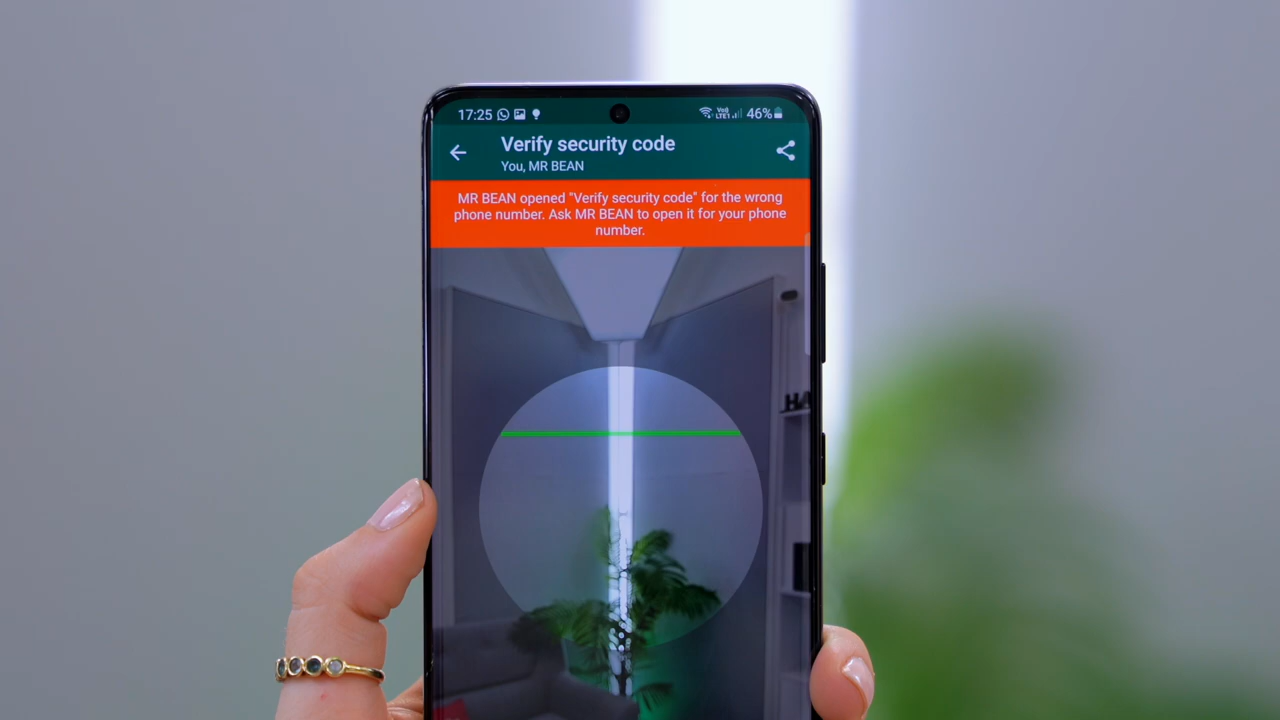 17:25 46%
Verify security code
You, MR BEAN
MR BEAN opened "Verify security code" for the wrong
phone number. Ask MR BEAN to open it for your phone
number.